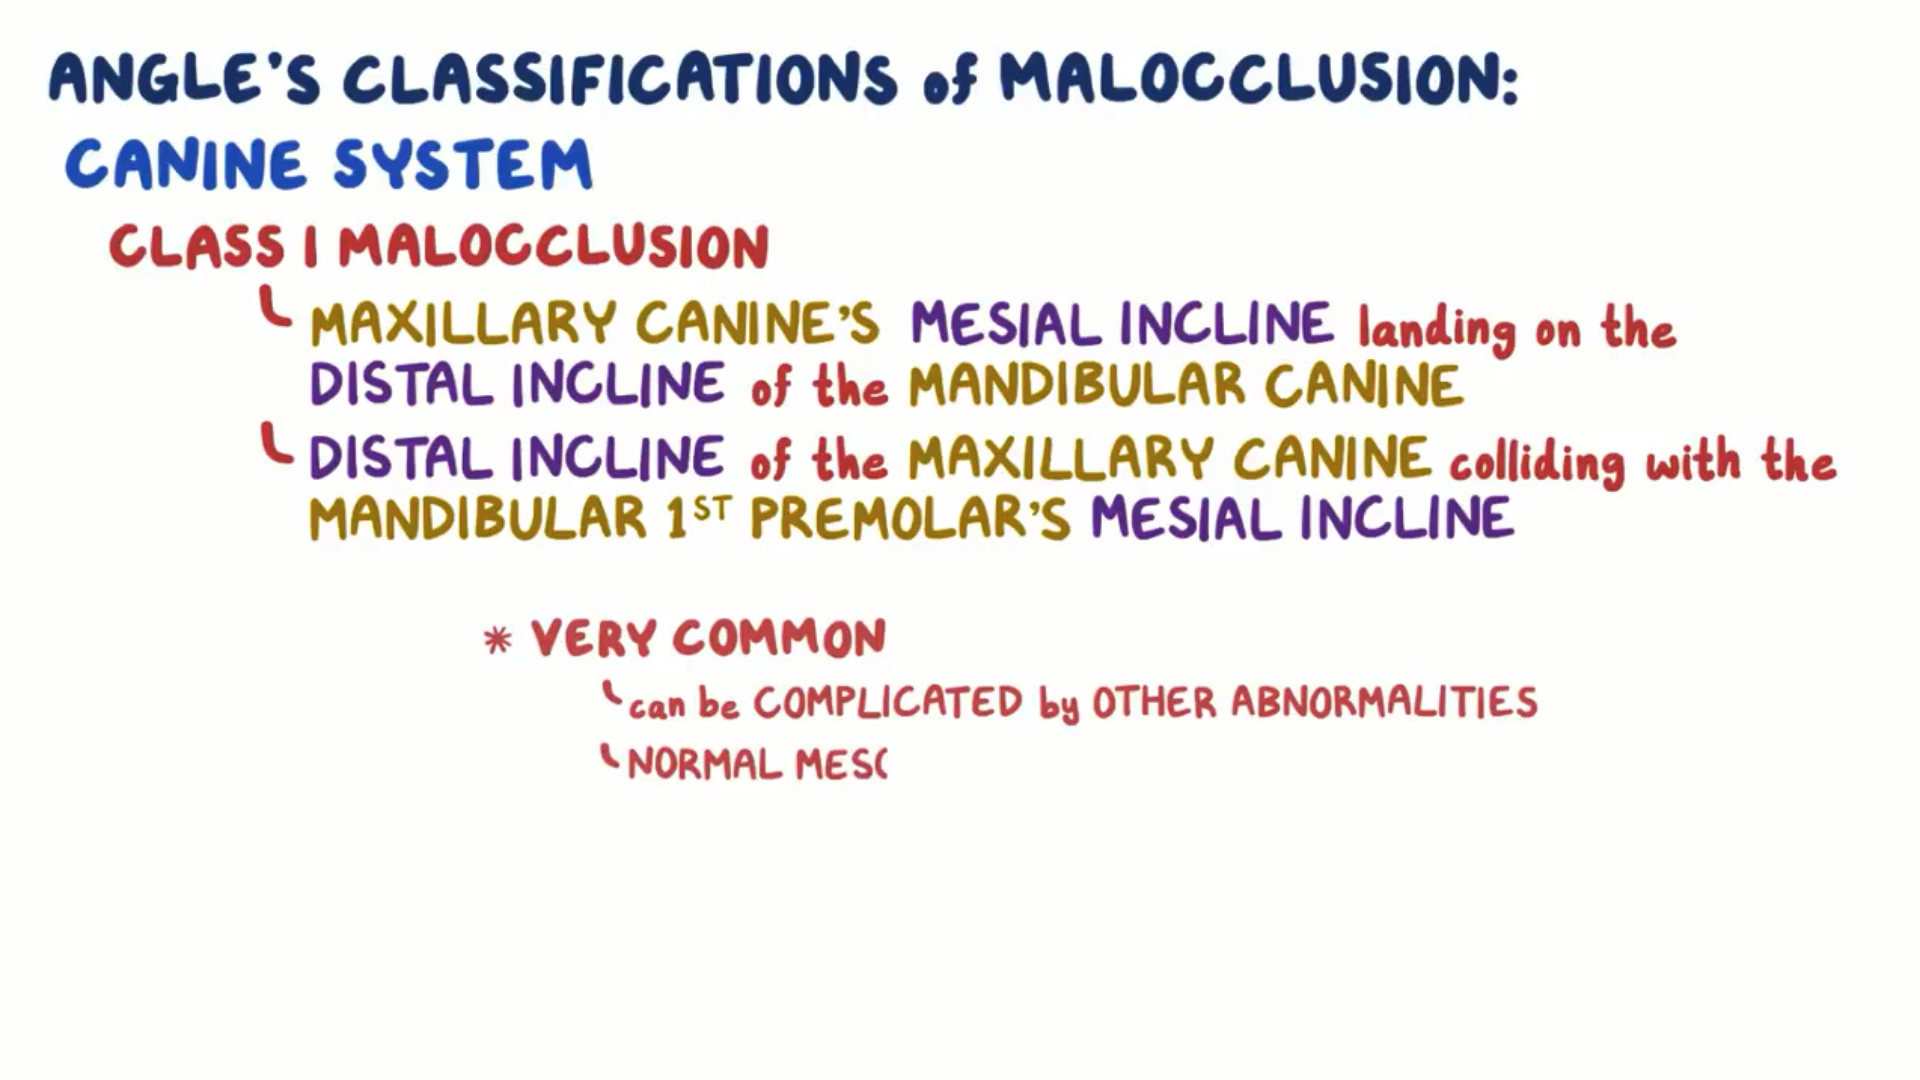 ANGLE'S CLASSIFICATIONS of MALOCCLUSION:
CANINE SYSTEM
CLASS I MALOCCLUSION
MAXILLARY CANINE'S MESIAL INCLINE landing on the
DISTAL INCLINE of the MANDIBULAR CANINE
DISTAL INCLINE of the MAXILLARY CANINE colliding with the
MANDIBULAR 1ST PREMOLAR'S MESIAL INCLINE
* VERY COMMON
can be COMPLICATED by OTHER ABNORMALITIES
NORMAL